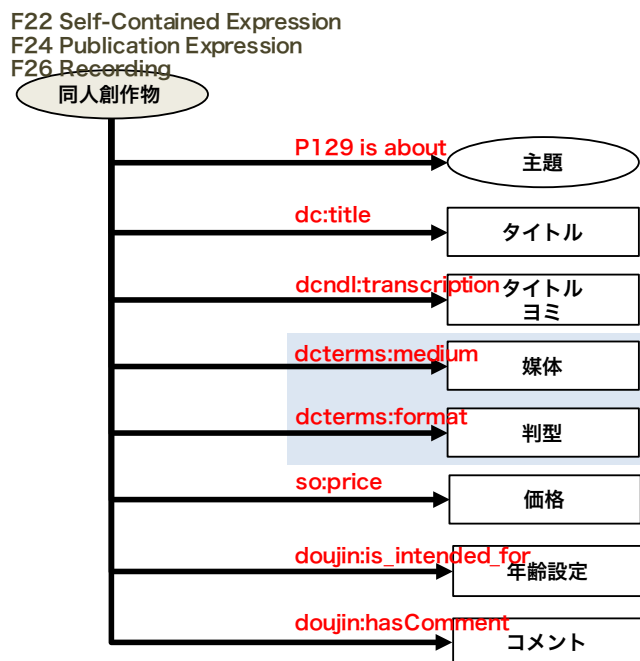 F22 Self-Contained Expression
F24 Publication Expression
F26 Recording
同人創作物
P129 is about
主題
dc:title
タイトル
dcndl:transcription
タイトル
ヨミ
dcterms:medium
媒体
dcterms:format
判型
so:price
価格
doujin:is_intended_for
年齢設定
doujin:hasComment
コメント